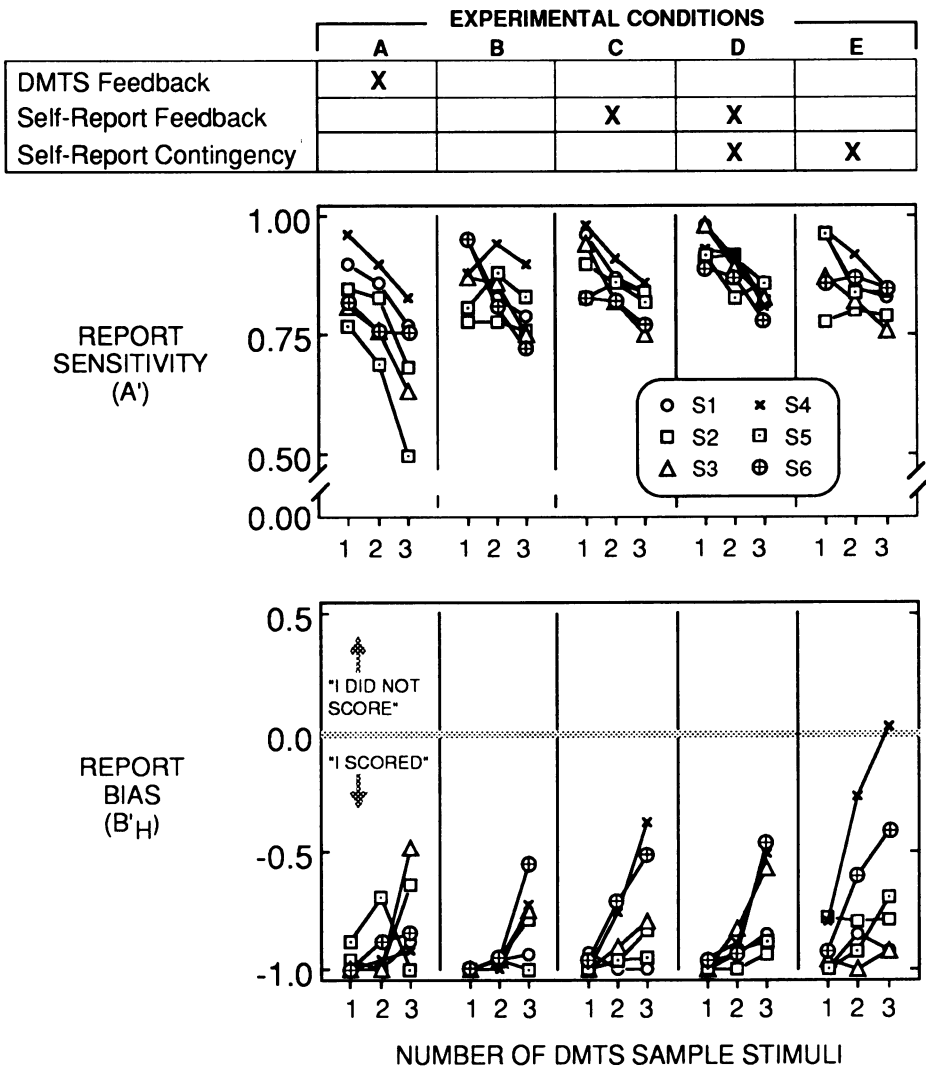 EXPERIMENTAL CONDITIONS
A B C D E
DMTS Feedback X
Self-Report Feedback X X
Self-Report Contingency X X
1.00
0.75
0.50
0.00
REPORT
SENSITIVITY
(A')
S1 S4
S2 S5
S3 S6
1 2 3 1 2 3 1 2 3 1 2 3 1 2 3
0.5
0.0
-0.5
-1.0
"I DID NOT
SCORE"
"I SCORED"
REPORT
BIAS
(B'H)
1 2 3 1 2 3 1 2 3 1 2 3 1 2 3
NUMBER OF DMTS SAMPLE STIMULI